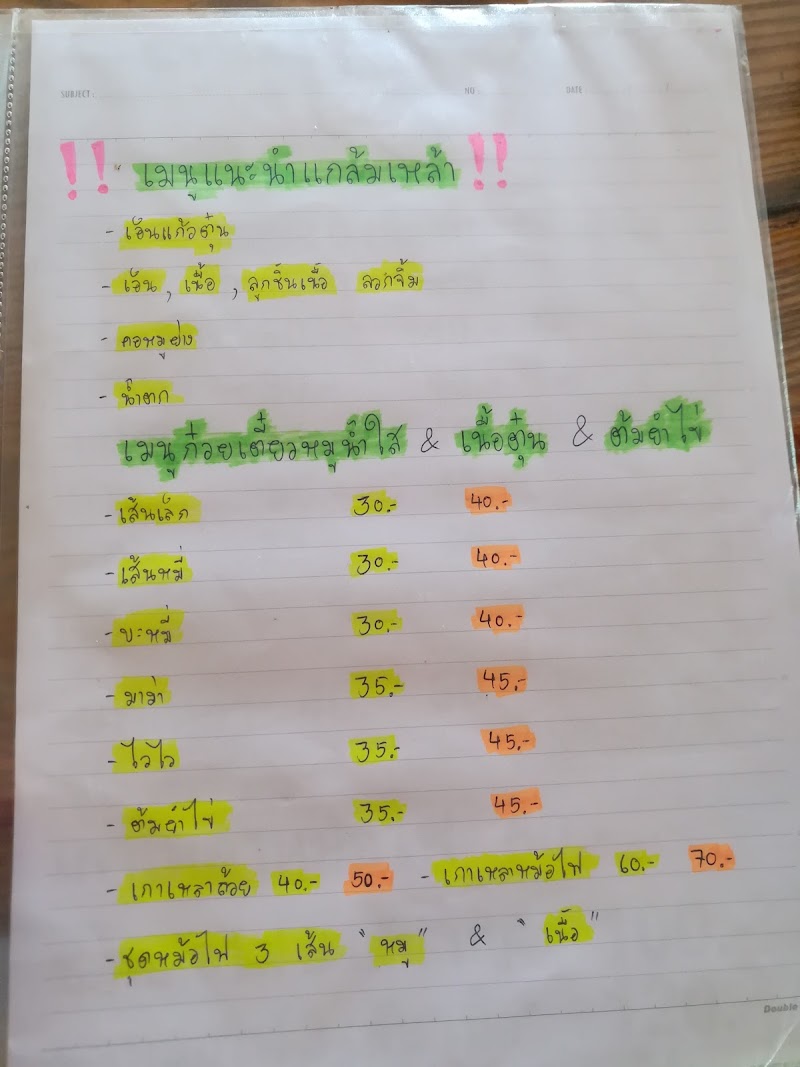 SUBJECT : NO : DATE : / /
!! " เมนูแนะนำแกล้มเหล้า !!
- เอ็นแก้วตุ๋น
- เอ็น , เนื้อ , ลูกชิ้นเนื้อ ลวกจิ้ม
- คอหมูย่าง
- น้ำตก
เมนูก๋วยเตี๋ยวหมูน้ำใส & เนื้อตุ๋น & ต้มยำไข่
- เส้นเล็ก 30.- 40.-
- เส้นหมี่ 30.- 40.-
- บะหมี่ 30.- 40.-
- มาม่า 35.- 45.-
- ไวไว 35.- 45.-
- ต้มยำไข่ 35.- 45.-
- เกาเหลาถ้วย 40.- 50.- - เกาเหลาหม้อไฟ 60.- 70.-
- ชุดหม้อไฟ 3 เส้น "หมู" & "เนื้อ"
Double